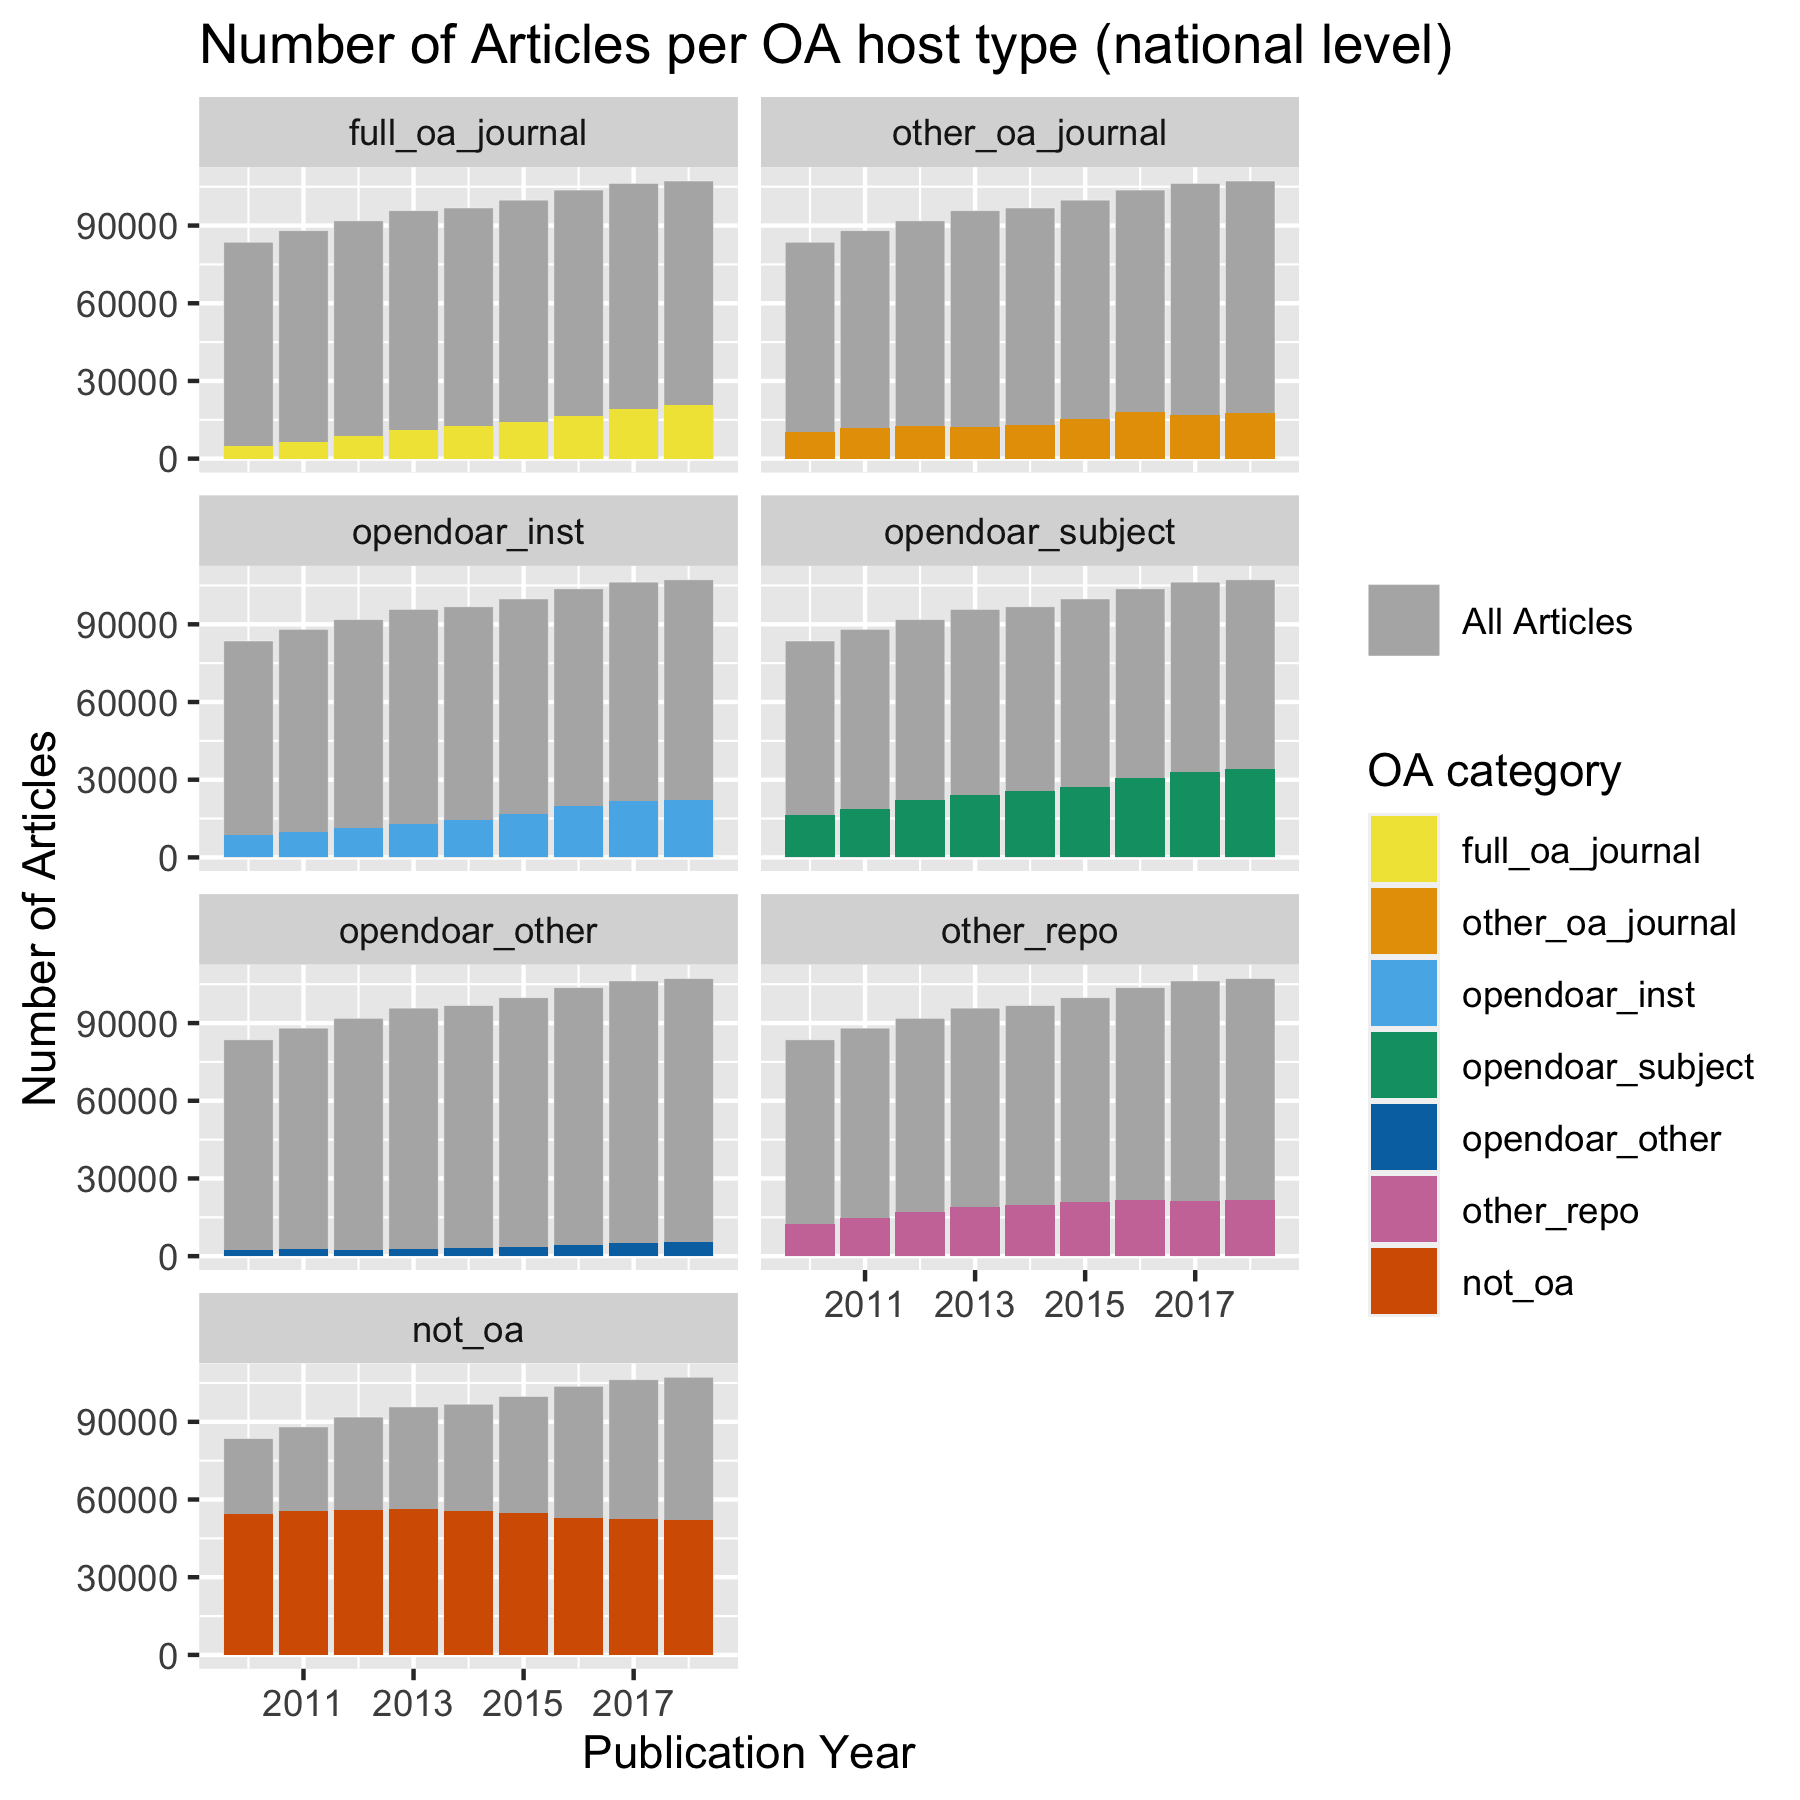 Number of Articles per OA host type (national level)
full_oa_journal
other_oa_journal
90000
60000
30000
0
opendoar_inst
opendoar_subject
90000
60000
30000
0
opendoar_other
other_repo
90000
60000
30000
0
2011 2013 2015 2017
not_oa
90000
60000
30000
0
2011 2013 2015 2017
Publication Year
Number of Articles
All Articles
OA category
full_oa_journal
other_oa_journal
opendoar_inst
opendoar_subject
opendoar_other
other_repo
not_oa